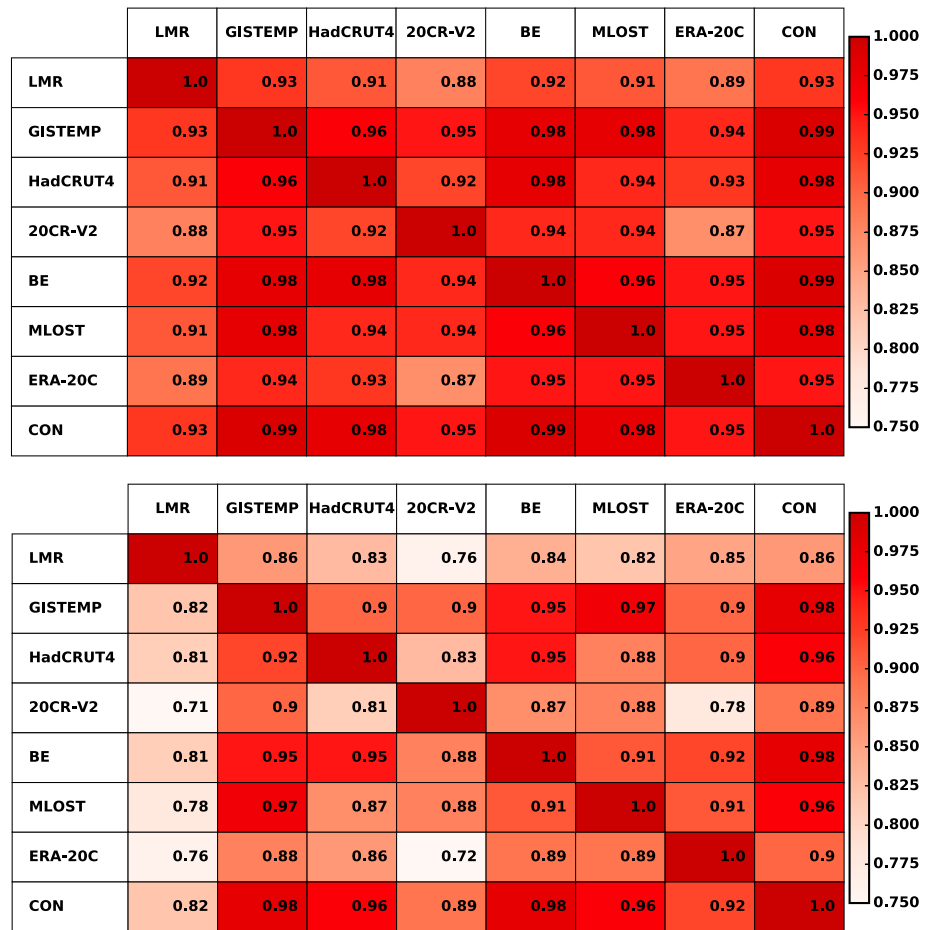 LMR GISTEMP HadCRUT4 20CR-V2 BE MLOST ERA-20C CON
LMR 1.0 0.93 0.91 0.88 0.92 0.91 0.89 0.93
GISTEMP 0.93 1.0 0.96 0.95 0.98 0.98 0.94 0.99
HadCRUT4 0.91 0.96 1.0 0.92 0.98 0.94 0.93 0.98
20CR-V2 0.88 0.95 0.92 1.0 0.94 0.94 0.87 0.95
BE 0.92 0.98 0.98 0.94 1.0 0.96 0.95 0.99
MLOST 0.91 0.98 0.94 0.94 0.96 1.0 0.95 0.98
ERA-20C 0.89 0.94 0.93 0.87 0.95 0.95 1.0 0.95
CON 0.93 0.99 0.98 0.95 0.99 0.98 0.95 1.0
1.000
0.975
0.950
0.925
0.900
0.875
0.850
0.825
0.800
0.775
0.750
LMR GISTEMP HadCRUT4 20CR-V2 BE MLOST ERA-20C CON
LMR 1.0 0.86 0.83 0.76 0.84 0.82 0.85 0.86
GISTEMP 0.82 1.0 0.9 0.9 0.95 0.97 0.9 0.98
HadCRUT4 0.81 0.92 1.0 0.83 0.95 0.88 0.9 0.96
20CR-V2 0.71 0.9 0.81 1.0 0.87 0.88 0.78 0.89
BE 0.81 0.95 0.95 0.88 1.0 0.91 0.92 0.98
MLOST 0.78 0.97 0.87 0.88 0.91 1.0 0.91 0.96
ERA-20C 0.76 0.88 0.86 0.72 0.89 0.89 1.0 0.9
CON 0.82 0.98 0.96 0.89 0.98 0.96 0.92 1.0
1.000
0.975
0.950
0.925
0.900
0.875
0.850
0.825
0.800
0.775
0.750